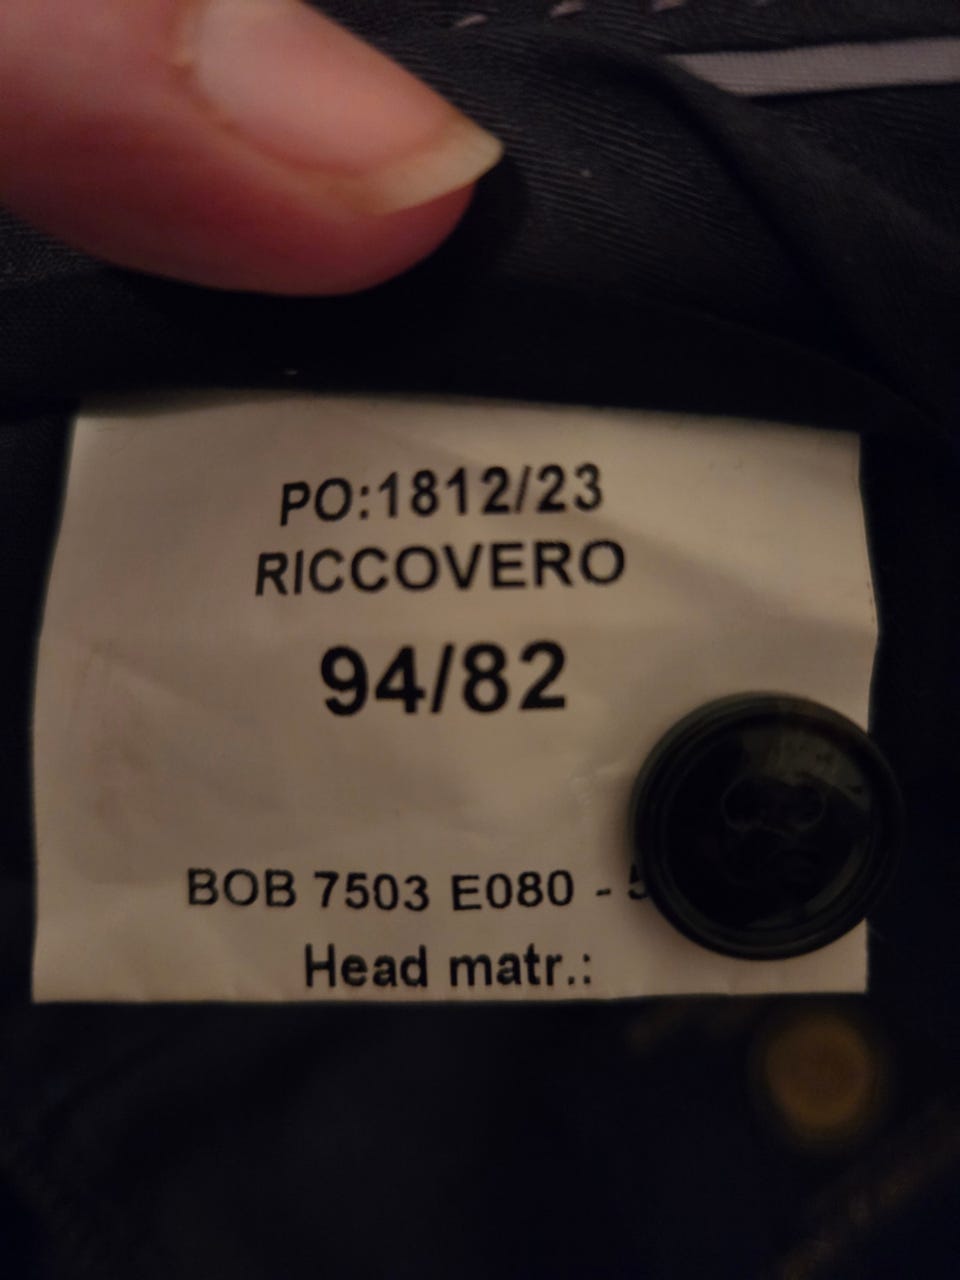 PO:1812/23
RICCOVERO
94/82
BOB 7503 E080 -
Head matr.: